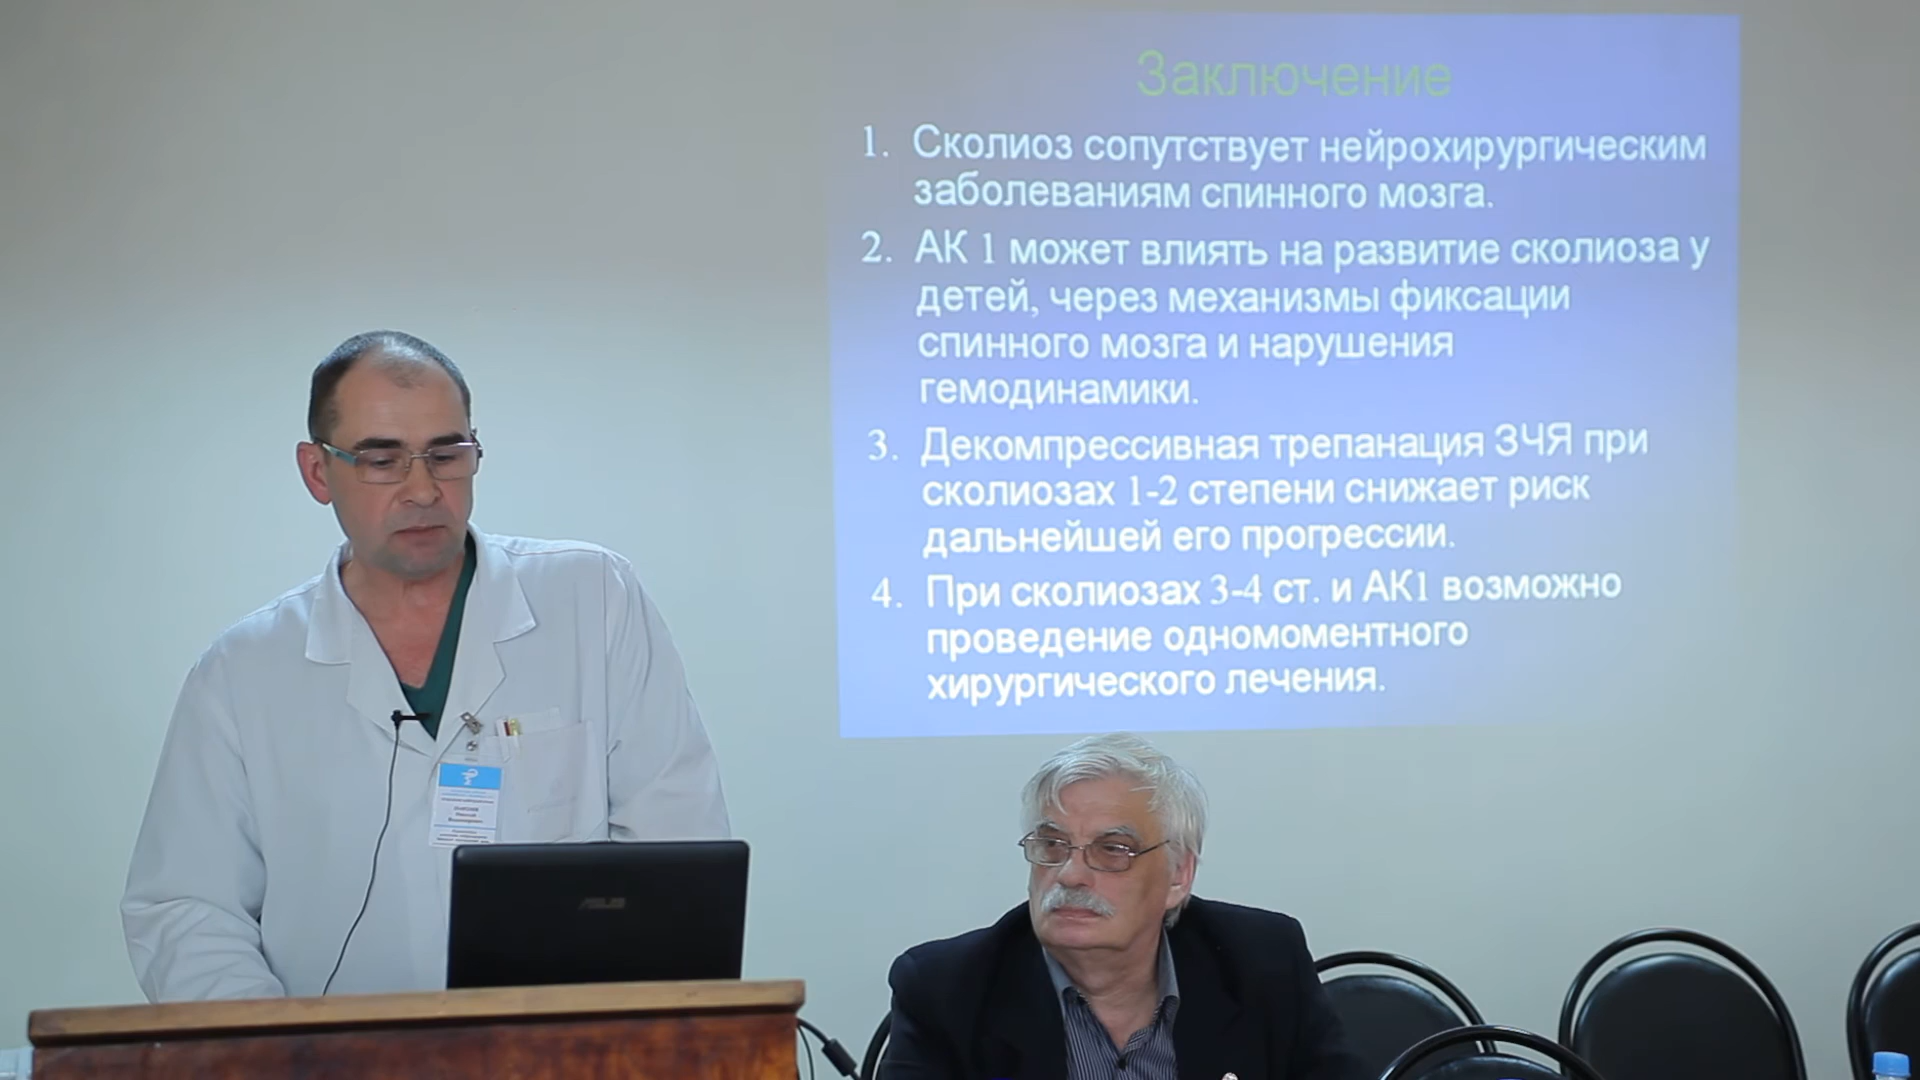 Заключение
1. Сколиоз сопутствует нейрохирургическим
заболеваниям спинного мозга.
2. АК 1 может влиять на развитие сколиоза у
детей, через механизмы фиксации
спинного мозга и нарушения
гемодинамики.
3. Декомпрессивная трепанация ЗЧЯ при
сколиозах 1-2 степени снижает риск
дальнейшей его прогрессии.
4. При сколиозах 3-4 ст. и АК1 возможно
проведение одномоментного
хирургического лечения.
ASUS